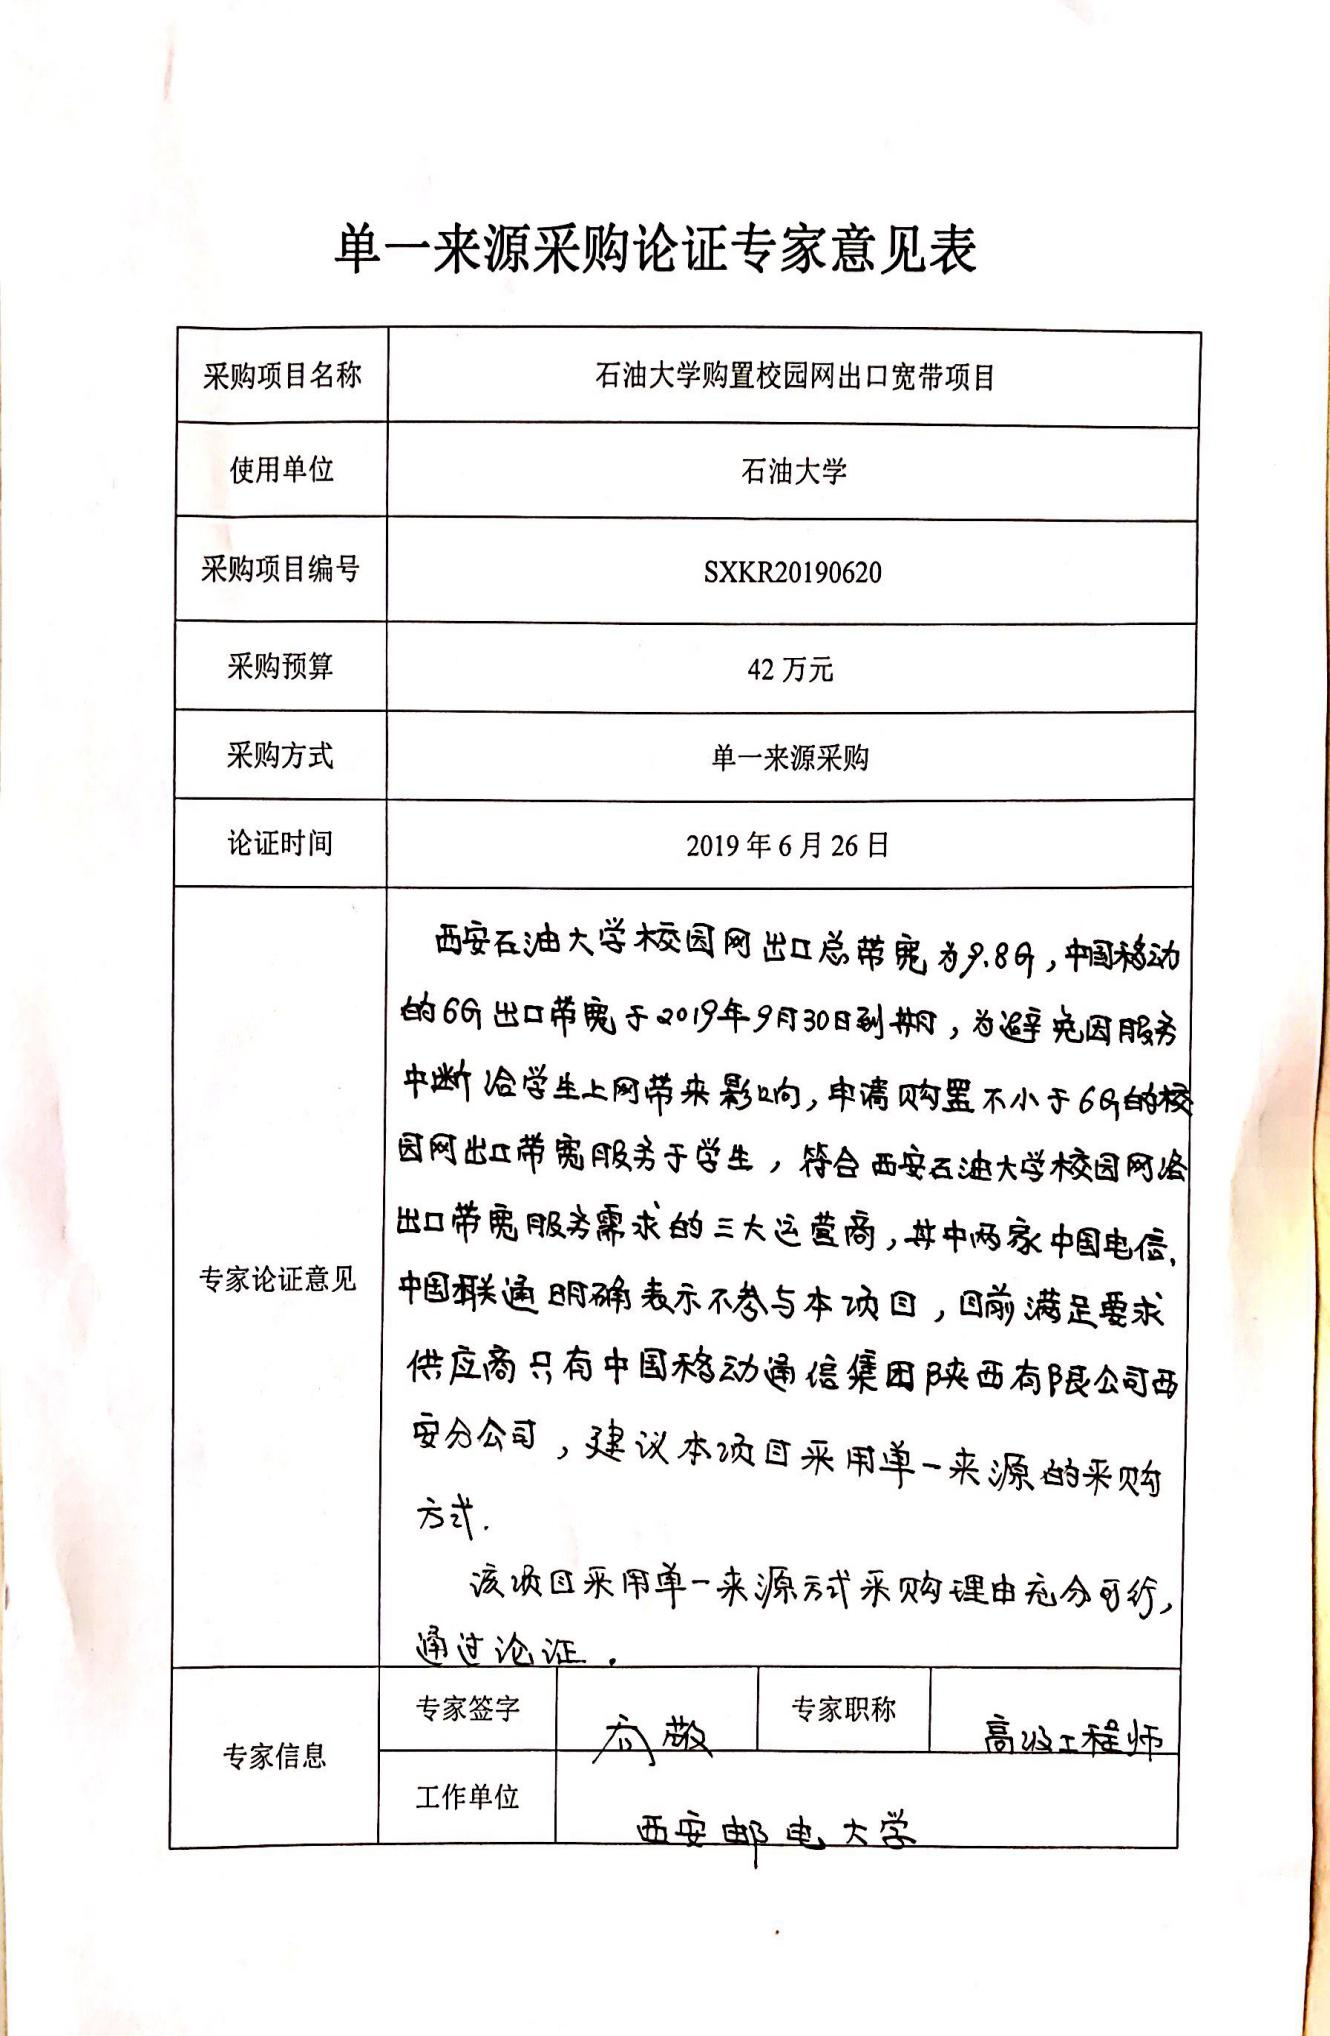 单一来源采购论证专家意见表
采购项目名称 石油大学购置校园网出口宽带项目
使用单位 石油大学
采购项目编号 SXKR20190620
采购预算 42万元
采购方式 单一来源采购
论证时间 2019年6月26日
专家论证意见
西安石油大学校园网出口总带宽为9.8G，中国移动
的6G出口带宽于2019年9月30日到期，为避免因服务
中断给学生上网带来影响，申请购置不小于6G的校
园网出口带宽服务于学生，符合西安石油大学校园网络
出口带宽服务需求的三大运营商，其中两家中国电信、
中国联通明确表示不参与本项目，目前满足要求
供应商只有中国移动通信集团陕西有限公司西
安分公司，建议本项目采用单一来源的采购
方式.
该项目采用单一来源方式采购理由充分可行，
通过论证.
专家信息 专家签字 敬 专家职称 高级工程师
工作单位 西安邮电大学